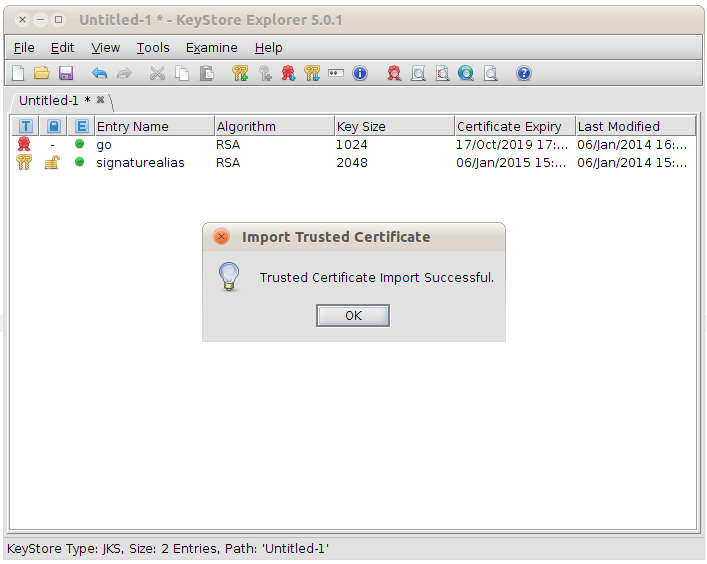 Untitled-1 * - KeyStore Explorer 5.0.1
File Edit View Tools Examine Help
Untitled-1 *
T E Entry Name Algorithm Key Size Certificate Expiry Last Modified
- go RSA 1024 17/Oct/2019 17:... 06/Jan/2014 16:...
signaturealias RSA 2048 06/Jan/2015 15:... 06/Jan/2014 15:...
Import Trusted Certificate
Trusted Certificate Import Successful.
OK
KeyStore Type: JKS, Size: 2 Entries, Path: 'Untitled-1'